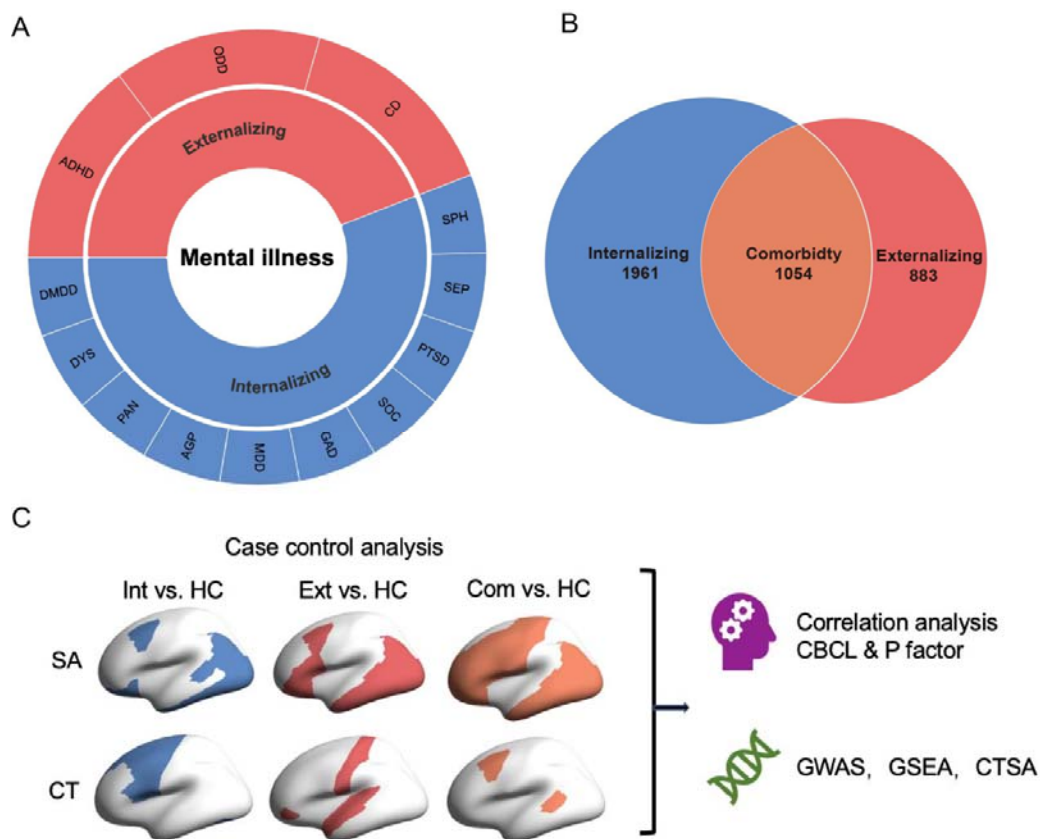 A
ODD
CD
ADHD
Externalizing
SPH
Mental illness
SEP
DMDD
DYS
PTSD
Internalizing
PAN
SOC
AGP
MDD
GAD
B
Internalizing
1961
Comorbidty
1054
Externalizing
883
C
Case control analysis
Int vs. HC
Ext vs. HC
Com vs. HC
SA
CT
Correlation analysis
CBCL & P factor
GWAS, GSEA, CTSA